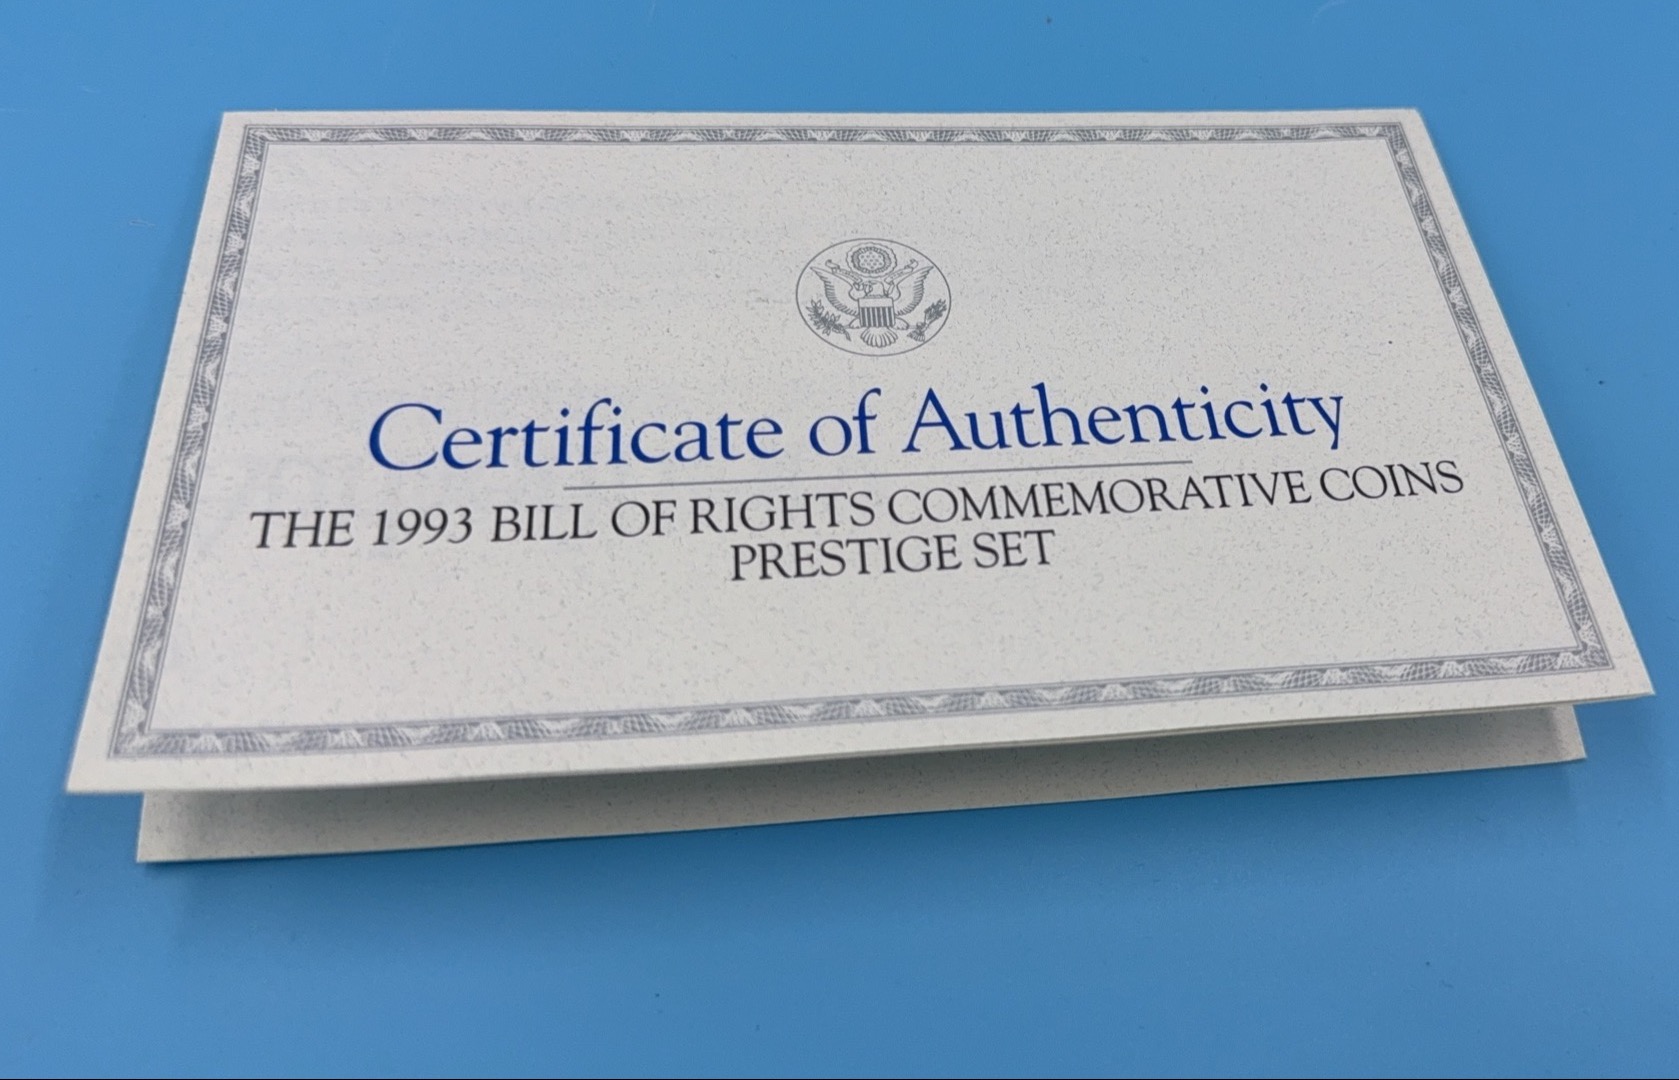 Certificate of Authenticity
THE 1993 BILL OF RIGHTS COMMEMORATIVE COINS
PRESTIGE SET